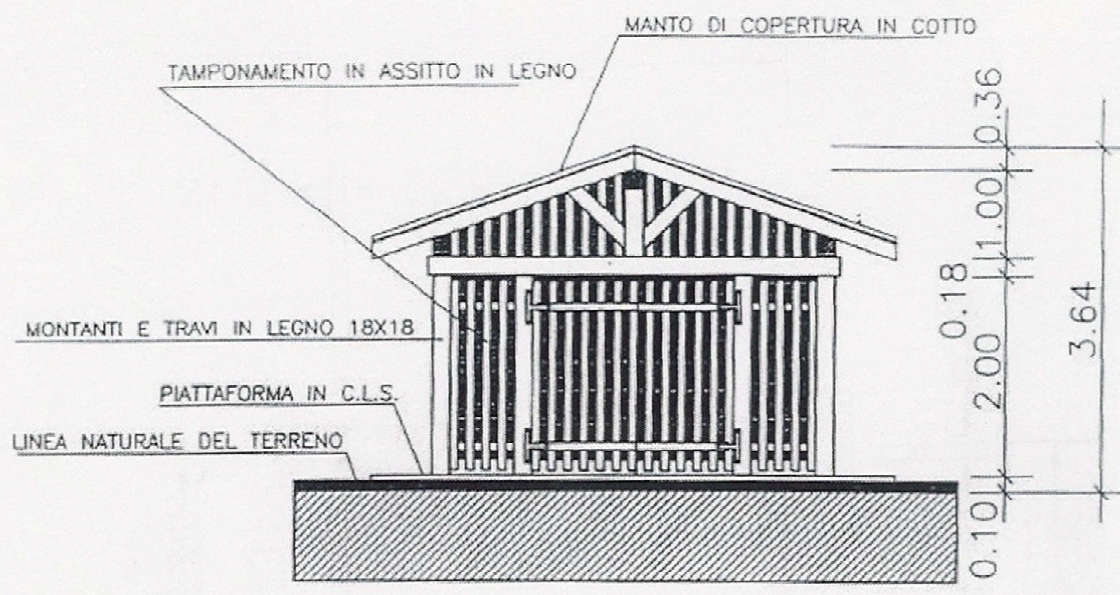 MANTO DI COPERTURA IN COTTO
TAMPONAMENTO IN ASSITTO IN LEGNO
0.36
1.00
0.18
MONTANTI E TRAVI IN LEGNO 18X18
3.64
2.00
PIATTAFORMA IN C.L.S.
LINEA NATURALE DEL TERRENO
0.10